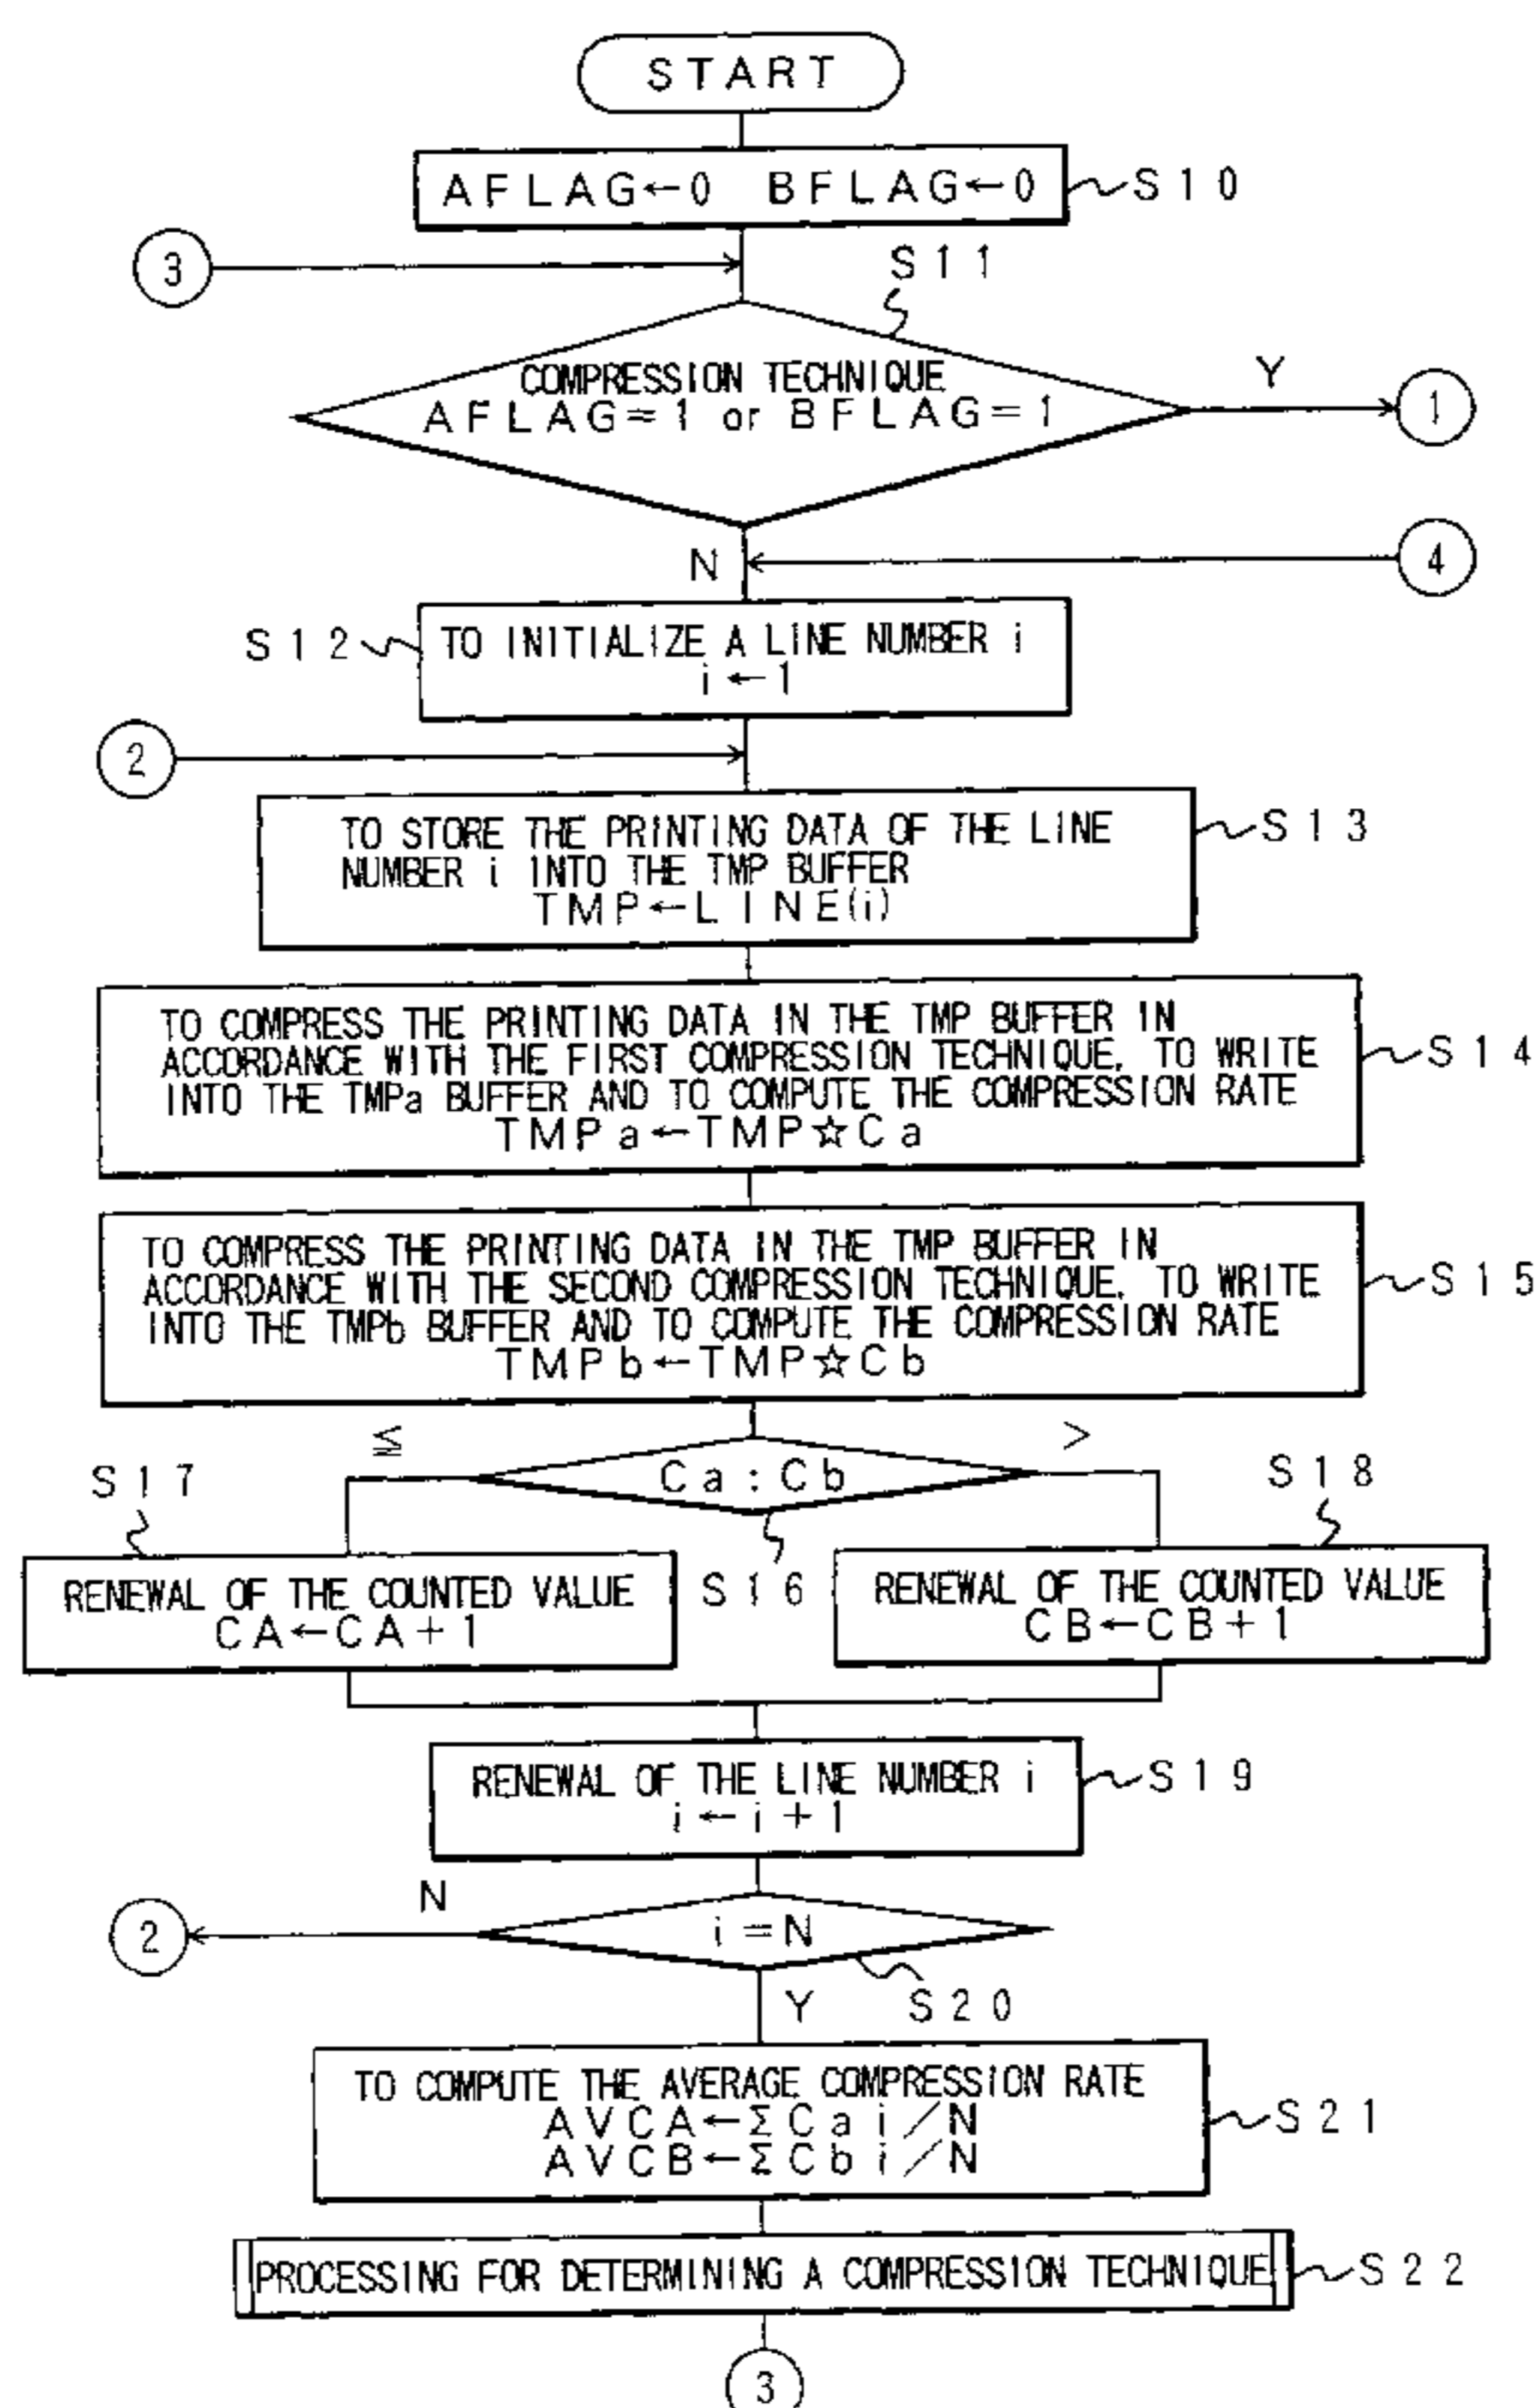 START
AFLAG←0 BFLAG←0
S10
3
S11
COMPRESSION TECHNIQUE
AFLAG=1 or BFLAG=1
Y
1
N
4
S12
TO INITIALIZE A LINE NUMBER i
i←1
2
TO STORE THE PRINTING DATA OF THE LINE
NUMBER i INTO THE TMP BUFFER
TMP←LINE(i)
S13
TO COMPRESS THE PRINTING DATA IN THE TMP BUFFER IN
ACCORDANCE WITH THE FIRST COMPRESSION TECHNIQUE, TO WRITE
INTO THE TMPa BUFFER AND TO COMPUTE THE COMPRESSION RATE
TMPa←TMP☆Ca
S14
TO COMPRESS THE PRINTING DATA IN THE TMP BUFFER IN
ACCORDANCE WITH THE SECOND COMPRESSION TECHNIQUE, TO WRITE
INTO THE TMPb BUFFER AND TO COMPUTE THE COMPRESSION RATE
TMPb←TMP☆Cb
S15
≦
>
Ca:Cb
S16
S17
RENEWAL OF THE COUNTED VALUE
CA←CA+1
S18
RENEWAL OF THE COUNTED VALUE
CB←CB+1
RENEWAL OF THE LINE NUMBER i
i←i+1
S19
N
2
i=N
S20
Y
TO COMPUTE THE AVERAGE COMPRESSION RATE
AVCA←ΣCai/N
AVCB←ΣCbi/N
S21
PROCESSING FOR DETERMINING A COMPRESSION TECHNIQUE
S22
3